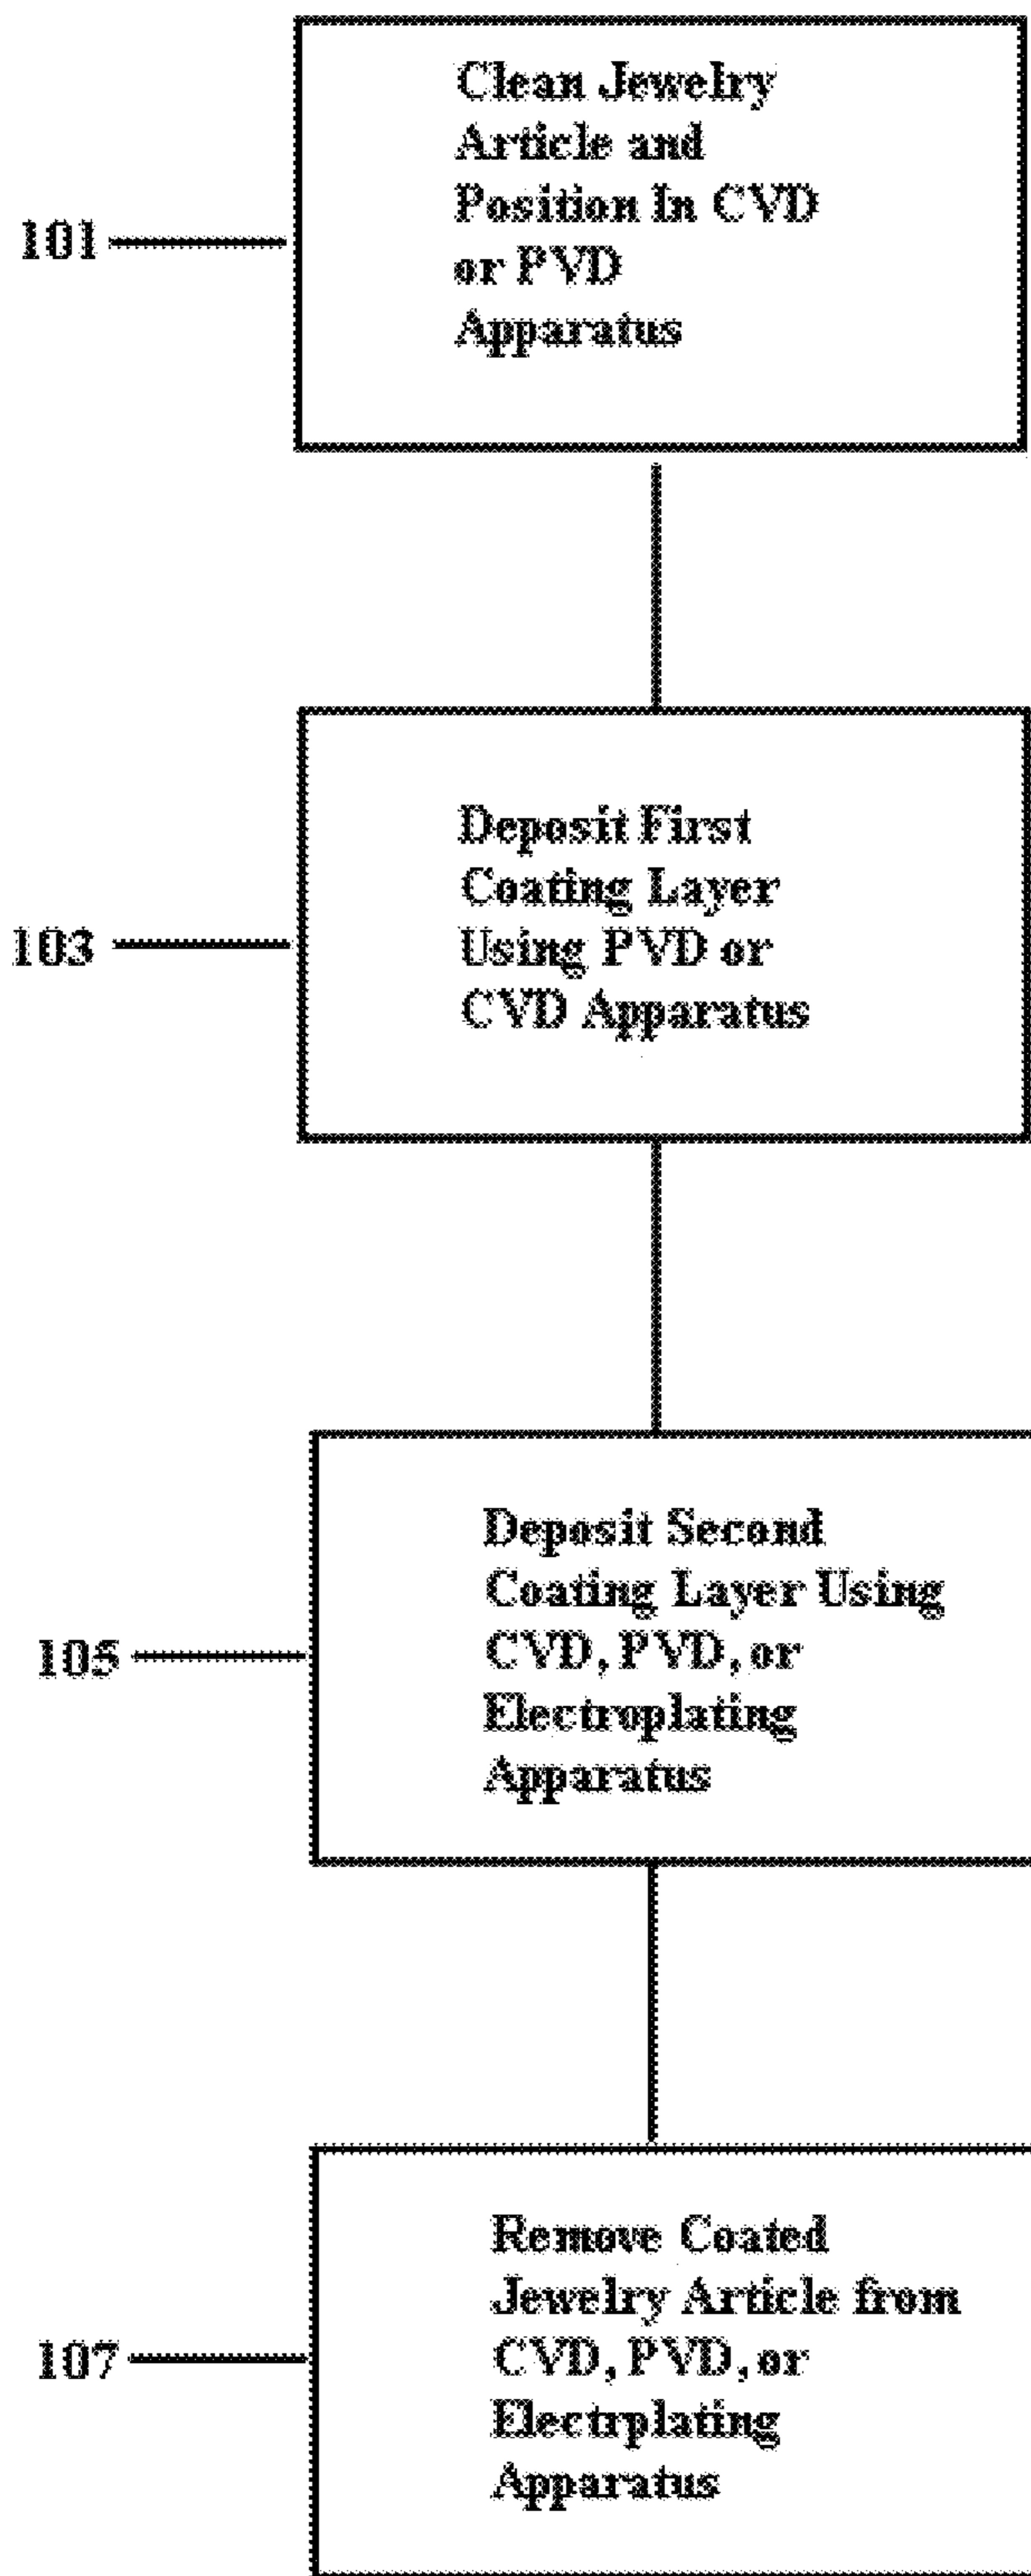 Clean Jewelry
Article and
Position In CVD
or PVD
Apparatus
101
Deposit First
Coating Layer
Using PVD or
CVD Apparatus
103
Deposit Second
Coating Layer Using
CVD, PVD, or
Electroplating
Apparatus
105
Remove Coated
Jewelry Article from
CVD, PVD, or
Electrplating
Apparatus
107